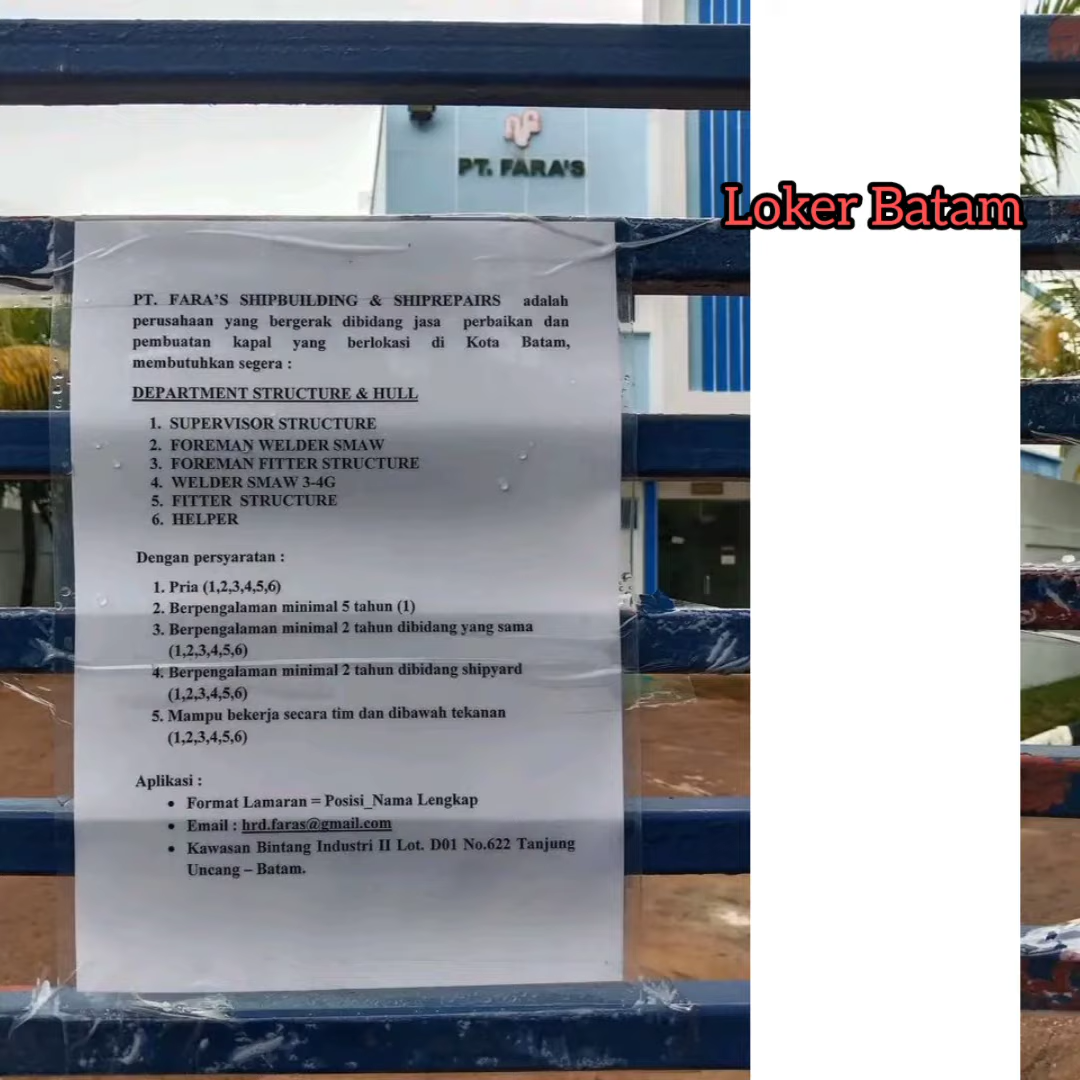 PT. FARA'S
Loker Batam
PT. FARA'S SHIPBUILDING & SHIPREPAIRS adalah
perusahaan yang bergerak dibidang jasa perbaikan dan
pembuatan kapal yang berlokasi di Kota Batam,
membutuhkan segera :
DEPARTMENT STRUCTURE & HULL
1. SUPERVISOR STRUCTURE
2. FOREMAN WELDER SMAW
3. FOREMAN FITTER STRUCTURE
4. WELDER SMAW 3-4G
5. FITTER STRUCTURE
6. HELPER
Dengan persyaratan :
1. Pria (1,2,3,4,5,6)
2. Berpengalaman minimal 5 tahun (1)
3. Berpengalaman minimal 2 tahun dibidang yang sama
(1,2,3,4,5,6)
4. Berpengalaman minimal 2 tahun dibidang shipyard
(1,2,3,4,5,6)
5. Mampu bekerja secara tim dan dibawah tekanan
(1,2,3,4,5,6)
Aplikasi :
• Format Lamaran = Posisi_Nama Lengkap
• Email : hrd.faras@gmail.com
• Kawasan Bintang Industri II Lot. D01 No.622 Tanjung
Uncang – Batam.